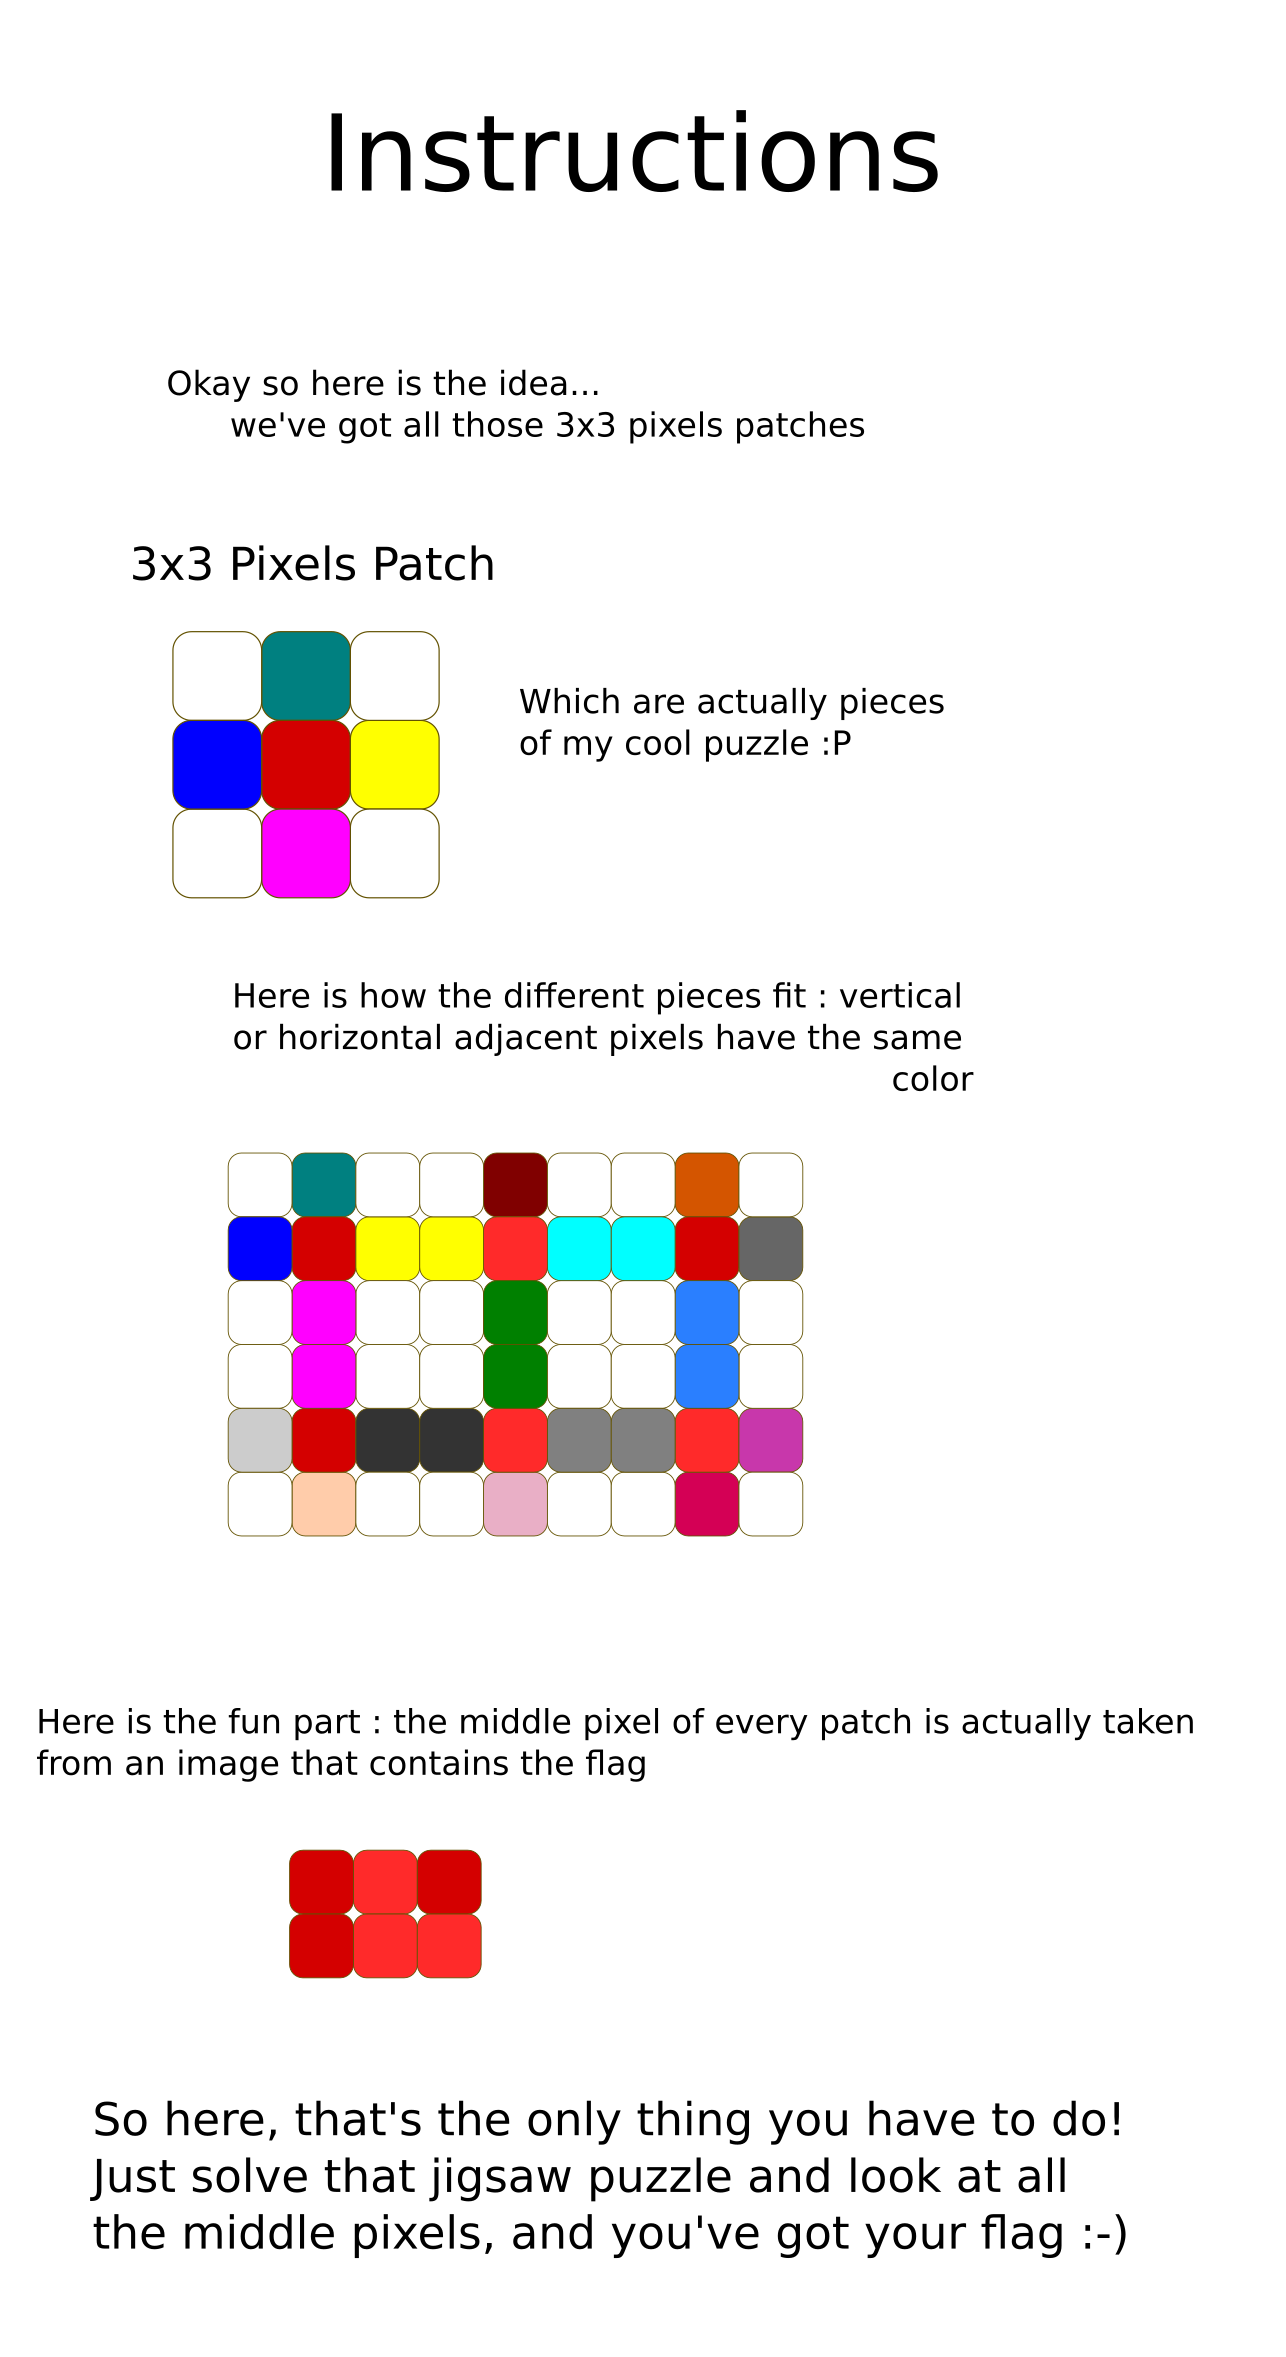 Instructions
Okay so here is the idea...
we've got all those 3x3 pixels patches
3x3 Pixels Patch
Which are actually pieces
of my cool puzzle :P
Here is how the different pieces fit : vertical
or horizontal adjacent pixels have the same
color
Here is the fun part : the middle pixel of every patch is actually taken
from an image that contains the flag
So here, that's the only thing you have to do!
Just solve that jigsaw puzzle and look at all
the middle pixels, and you've got your flag :-)